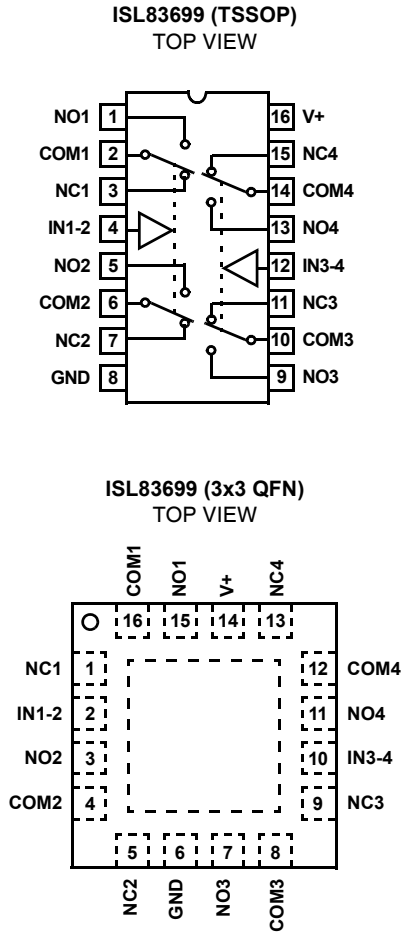 ISL83699 (TSSOP)
TOP VIEW
NO1 1 16 V+
COM1 2 15 NC4
NC1 3 14 COM4
IN1-2 4 13 NO4
NO2 5 12 IN3-4
COM2 6 11 NC3
NC2 7 10 COM3
GND 8 9 NO3
ISL83699 (3x3 QFN)
TOP VIEW
COM1 NO1 V+ NC4
16 15 14 13
NC1 1 12 COM4
IN1-2 2 11 NO4
NO2 3 10 IN3-4
COM2 4 9 NC3
5 6 7 8
NC2 GND NO3 COM3